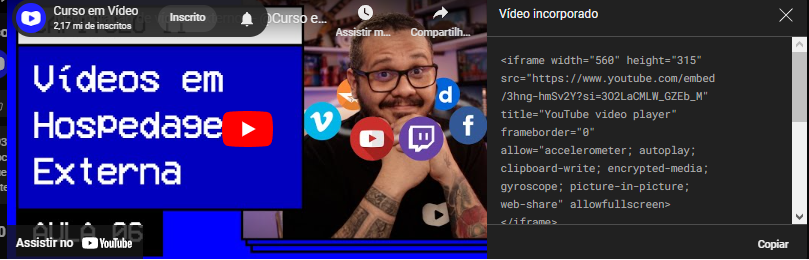 Curso em Vídeo
2,17 mi de inscritos
Inscrito
Curso e...
Assistir m...
Compartilh...
Vídeos em
Hospedage
Externa
AULA 06
Assistir no YouTube
Vídeo incorporado
<iframe width="560" height="315"
src="https://www.youtube.com/embed
/3hng-hmSv2Y?si=3O2LaCMLW_GZEb_M"
title="YouTube video player"
frameborder="0"
allow="accelerometer; autoplay;
clipboard-write; encrypted-media;
gyroscope; picture-in-picture;
web-share" allowfullscreen>
</iframe>
Copiar